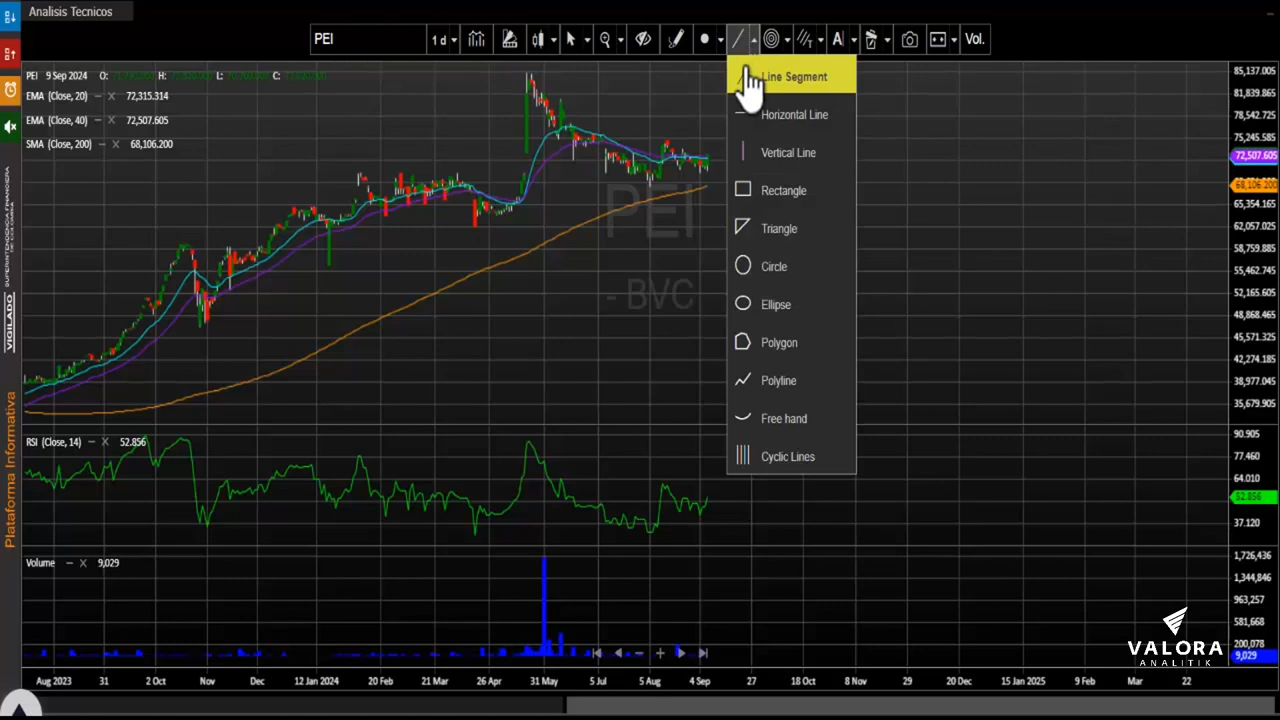 Analisis Tecnicos
PEI
1 d
A
Vol.
PEI 9 Sep 2024 O: H: L: C:
EMA (Close, 20) – X 72,315.314
EMA (Close, 40) – X 72,507.605
SMA (Close, 200) – X 68,106.200
Line Segment
Horizontal Line
Vertical Line
Rectangle
Triangle
Circle
Ellipse
Polygon
Polyline
Free hand
Cyclic Lines
PEI
- BVC
85,137.005
81,839.865
78,542.725
75,245.585
72,507.605
68,106.200
65,354.165
62,057.025
58,759.885
55,462.745
52,165.605
48,868.465
45,571.325
42,274.185
38,977.045
35,679.905
RSI (Close, 14) – X 52.856
90.905
77.460
64.010
52.856
37.120
Volume – X 9,029
1,726,436
1,344,846
963,257
581,668
200,078
9,029
Aug 2023 31 2 Oct Nov Dec 12 Jan 2024 20 Feb 21 Mar 26 Apr 31 May 5 Jul 5 Aug 4 Sep 27 18 Oct 8 Nov 29 20 Dec 15 Jan 2025 9 Feb Mar 22
VIGILADO
Plataforma Informativa
VALORA
ANALITIK